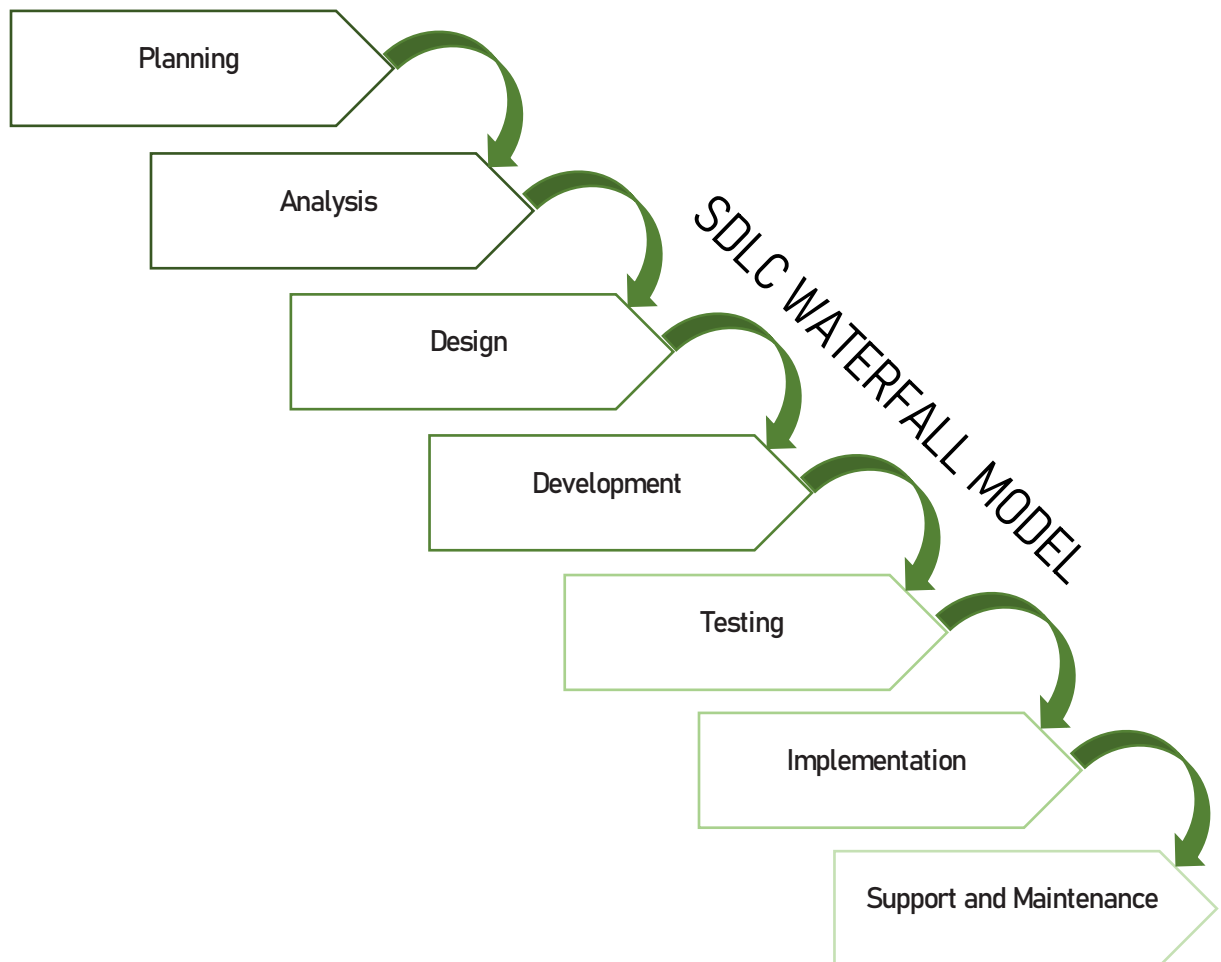 Planning
Analysis
SDLC WATERFALL MODEL
Design
Development
Testing
Implementation
Support and Maintenance